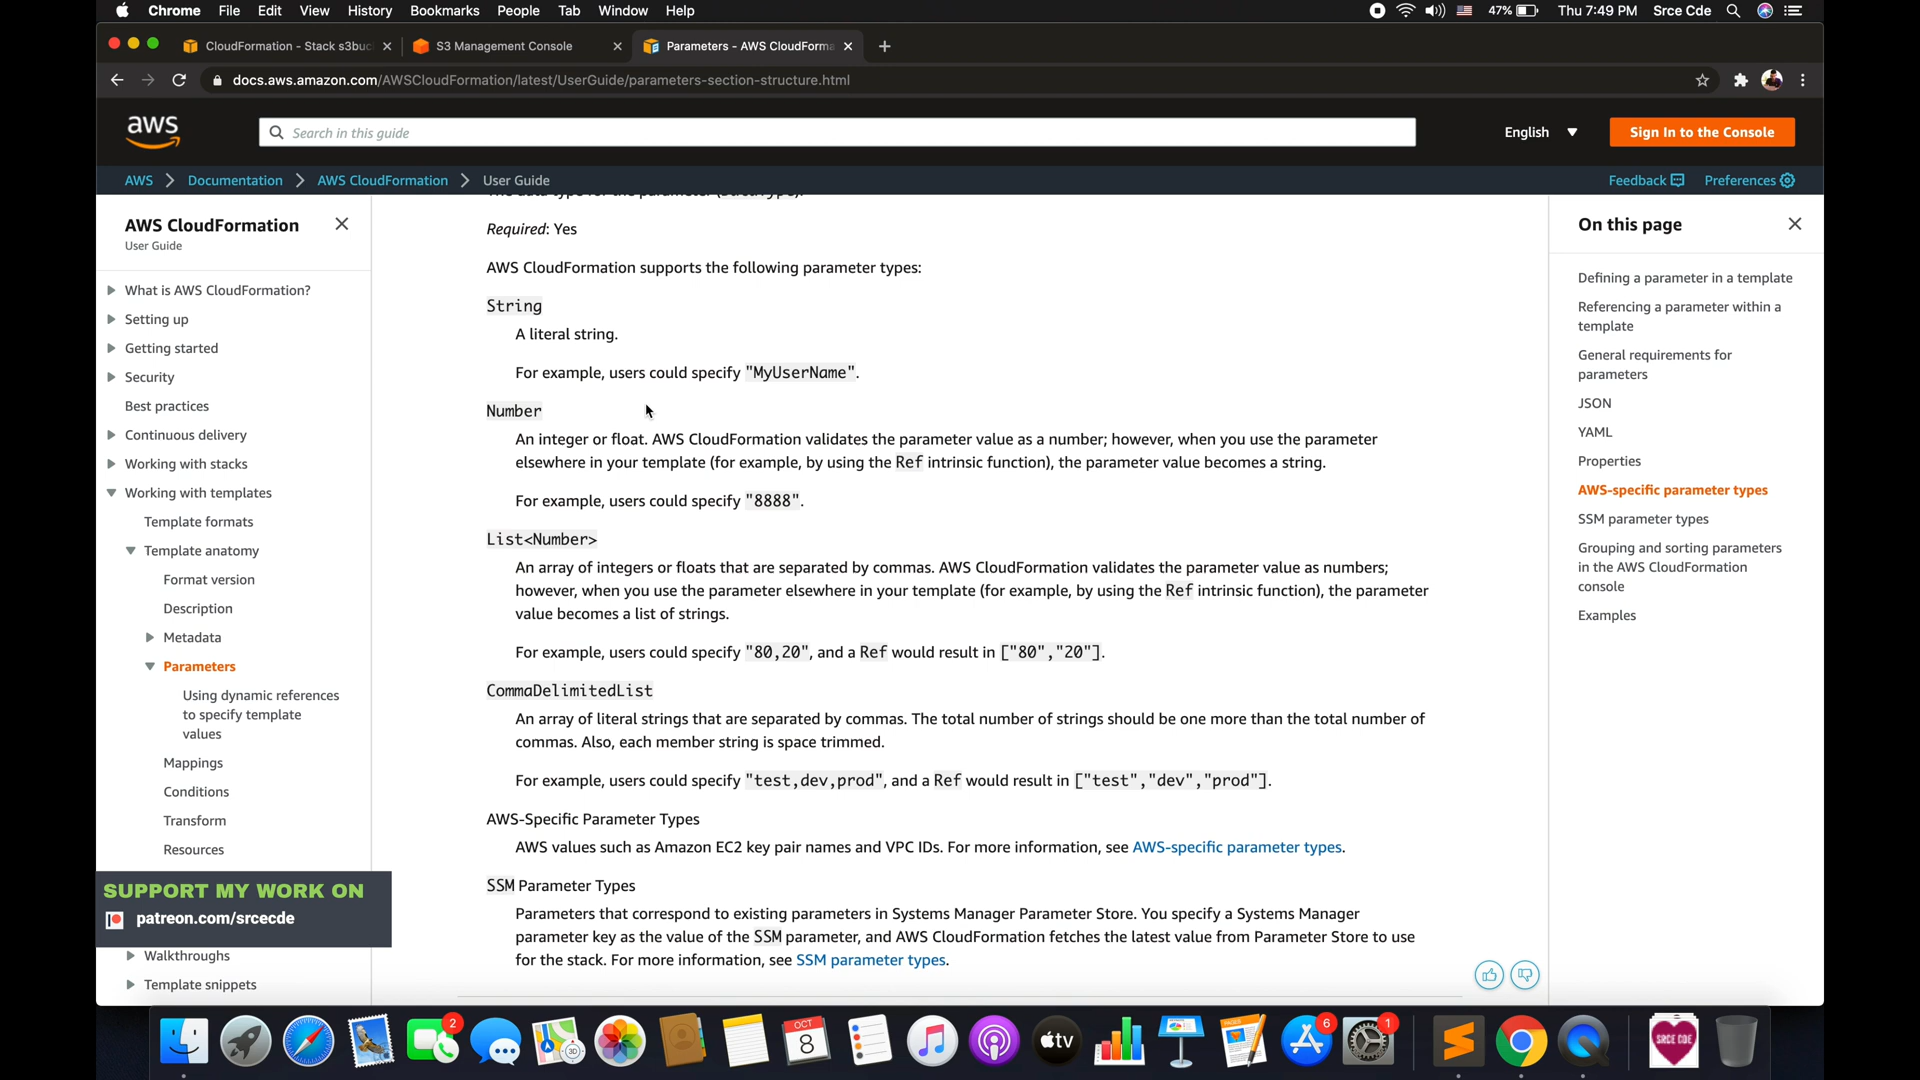 Chrome File Edit View History Bookmarks People Tab Window Help
47% Thu 7:49 PM Srce Cde
CloudFormation - Stack s3buc
S3 Management Console
Parameters - AWS CloudForma
docs.aws.amazon.com/AWSCloudFormation/latest/UserGuide/parameters-section-structure.html
aws
Search in this guide
English
Sign In to the Console
AWS Documentation AWS CloudFormation User Guide
Feedback Preferences
AWS CloudFormation
User Guide
What is AWS CloudFormation?
Setting up
Getting started
Security
Best practices
Continuous delivery
Working with stacks
Working with templates
Template formats
Template anatomy
Format version
Description
Metadata
Parameters
Using dynamic references
to specify template
values
Mappings
Conditions
Transform
Resources
SUPPORT MY WORK ON
patreon.com/srcecde
Walkthroughs
Template snippets
Required: Yes
AWS CloudFormation supports the following parameter types:
String
A literal string.
For example, users could specify "MyUserName".
Number
An integer or float. AWS CloudFormation validates the parameter value as a number; however, when you use the parameter
elsewhere in your template (for example, by using the Ref intrinsic function), the parameter value becomes a string.
For example, users could specify "8888".
List<Number>
An array of integers or floats that are separated by commas. AWS CloudFormation validates the parameter value as numbers;
however, when you use the parameter elsewhere in your template (for example, by using the Ref intrinsic function), the parameter
value becomes a list of strings.
For example, users could specify "80,20", and a Ref would result in ["80","20"].
CommaDelimitedList
An array of literal strings that are separated by commas. The total number of strings should be one more than the total number of
commas. Also, each member string is space trimmed.
For example, users could specify "test,dev,prod", and a Ref would result in ["test","dev","prod"].
AWS-Specific Parameter Types
AWS values such as Amazon EC2 key pair names and VPC IDs. For more information, see AWS-specific parameter types.
SSM Parameter Types
Parameters that correspond to existing parameters in Systems Manager Parameter Store. You specify a Systems Manager
parameter key as the value of the SSM parameter, and AWS CloudFormation fetches the latest value from Parameter Store to use
for the stack. For more information, see SSM parameter types.
On this page
Defining a parameter in a template
Referencing a parameter within a
template
General requirements for
parameters
JSON
YAML
Properties
AWS-specific parameter types
SSM parameter types
Grouping and sorting parameters
in the AWS CloudFormation
console
Examples
2
3D
OCT
8
tv
6
1
SRCE CDE